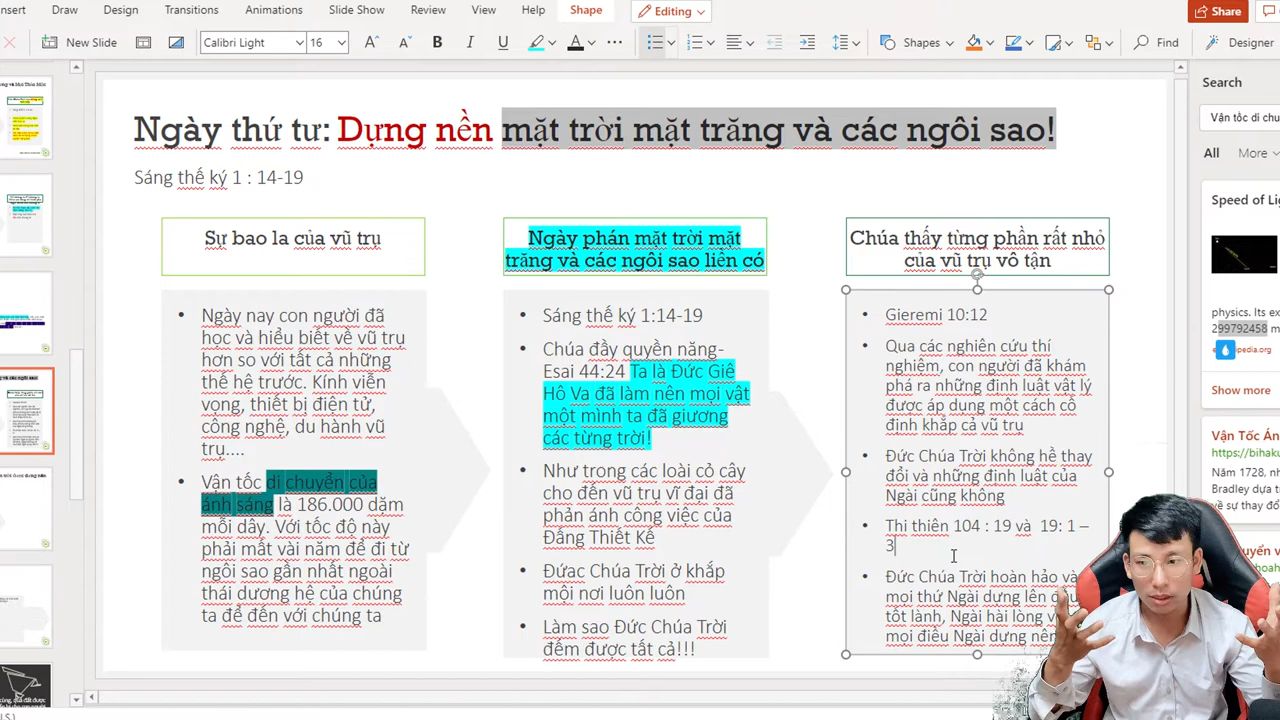 nsert Draw Design Transitions Animations Slide Show Review View Help Shape Editing Share
New Slide Calibri Light 16 B I U A Shapes Find Designer
Ngày thứ tư: Dựng nền mặt trời mặt trăng và các ngôi sao!
Sáng thế ký 1 : 14-19
Sự bao la của vũ trụ
Ngày nay con người đã
học và hiểu biết về vũ trụ
hơn so với tất cả những
thế hệ trước. Kính viễn
vọng, thiết bị điện tử,
công nghệ, du hành vũ
trụ....
Vận tốc di chuyển của
ánh sáng là 186.000 dặm
mỗi dây. Với tốc độ này
phải mất vài năm để đi từ
ngôi sao gần nhất ngoài
thái dương hệ của chúng
ta để đến với chúng ta
Ngày phán mặt trời mặt
trăng và các ngôi sao liền có
Sáng thế ký 1:14-19
Chúa đầy quyền năng-
Esai 44:24 Ta là Đức Giê
Hô Va đã làm nên mọi vật
một mình ta đã giương
các từng trời!
Như trong các loài cỏ cây
cho đến vũ trụ vĩ đại đã
phản ánh công việc của
Đấng Thiết Kế
Đứac Chúa Trời ở khắp
mội nơi luôn luôn
Làm sao Đức Chúa Trời
đếm được tất cả!!!
Chúa thấy từng phần rất nhỏ
của vũ trụ vô tận
Gieremi 10:12
Qua các nghiên cứu thí
nghiệm, con người đã khám
phá ra những định luật vật lý
được áp dụng một cách cố
định khắp cả vũ trụ
Đức Chúa Trời không hề thay
đổi và những định luật của
Ngài cũng không
Thi thiên 104 : 19 và 19: 1 –
3
Đức Chúa Trời hoàn hảo và
mọi thứ Ngài dựng lên đều
tốt lành, Ngài hài lòng v
mọi điều Ngài dựng nên
Search
Vận tốc di chu
All More
Speed of Lig
physics. Its ex
299792458 m
pedia.org
Show more
Vận Tốc Án
https://bihaku
Năm 1728, nh
Bradley dựa tr
về sự thay đổ